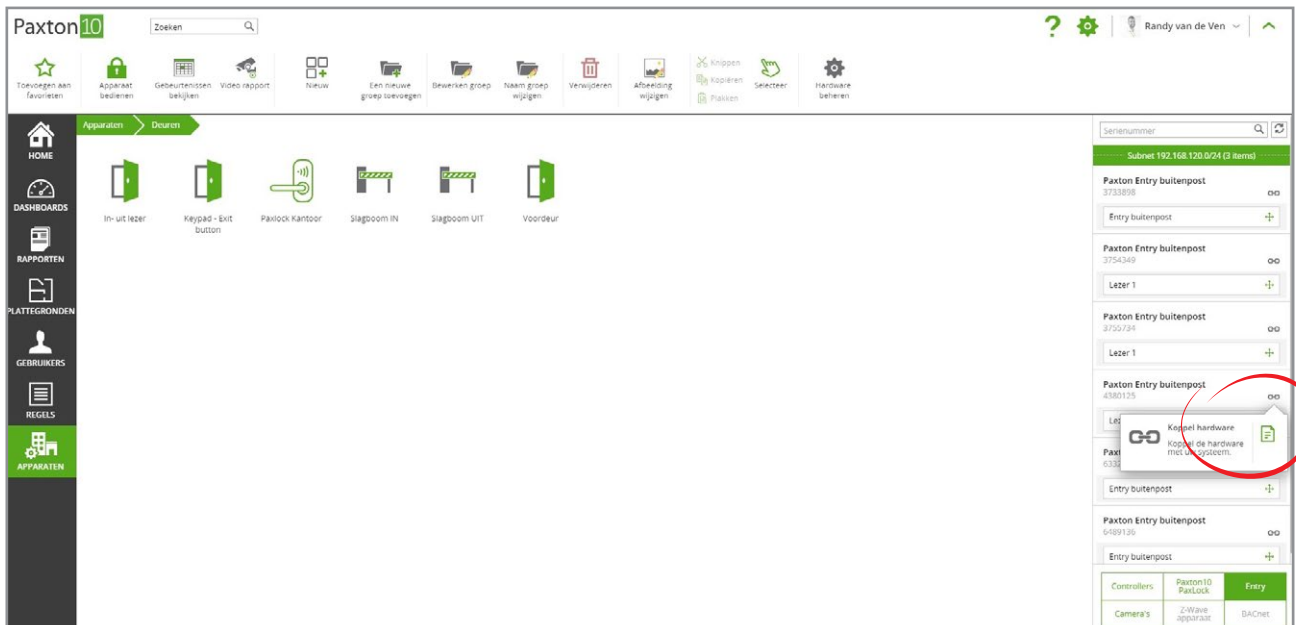 Paxton10
Zoeken
Randy van de Ven
Toevoegen aan
favorieten
Apparaat
bedienen
Gebeurtenissen
bekijken
Video rapport
Nieuw
Een nieuwe
groep toevoegen
Bewerken groep
Naam groep
wijzigen
Verwijderen
Afbeelding
wijzigen
Knippen
Kopiëren
Plakken
Selecteer
Hardware
beheren
HOME
DASHBOARDS
RAPPORTEN
PLATTEGRONDEN
GEBRUIKERS
REGELS
APPARATEN
Apparaten
Deuren
In- uit lezer
Keypad - Exit
button
Paxlock Kantoor
Slagboom IN
Slagboom UIT
Voordeur
Serienummer
Subnet 192.168.120.0/24 (3 items)
Paxton Entry buitenpost
3733898
Entry buitenpost
Paxton Entry buitenpost
3754349
Lezer 1
Paxton Entry buitenpost
3755734
Lezer 1
Paxton Entry buitenpost
4380125
Koppel hardware
Koppel de hardware
met uw systeem.
Entry buitenpost
Paxton Entry buitenpost
6489136
Entry buitenpost
Controllers
Paxton10
PaxLock
Entry
Camera's
Z-Wave
apparaat
BACnet